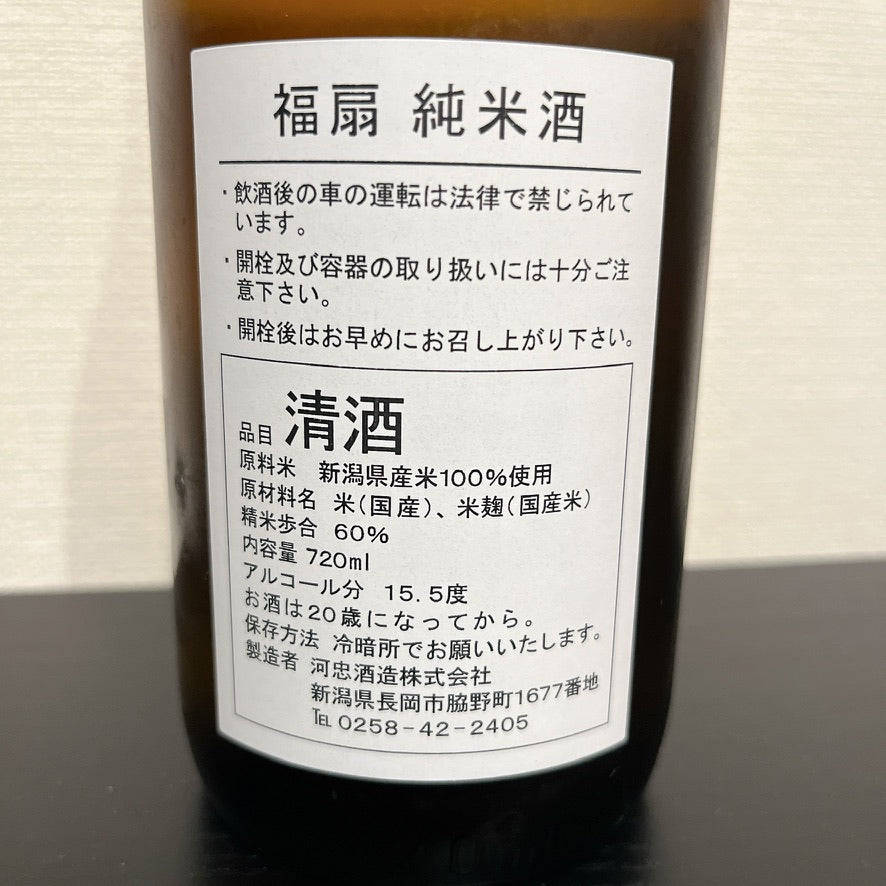 福扇 純米酒
・飲酒後の車の運転は法律で禁じられて
います。
・開栓及び容器の取り扱いには十分ご注
意下さい。
・開栓後はお早めにお召し上がり下さい。
品目 清酒
原料米 新潟県産米100%使用
原材料名 米(国産)、米麹(国産米)
精米歩合 60%
内容量 720ml
アルコール分 15.5度
お酒は20歳になってから。
保存方法 冷暗所でお願いいたします。
製造者 河忠酒造株式会社
新潟県長岡市脇野町1677番地
℡ 0258-42-2405